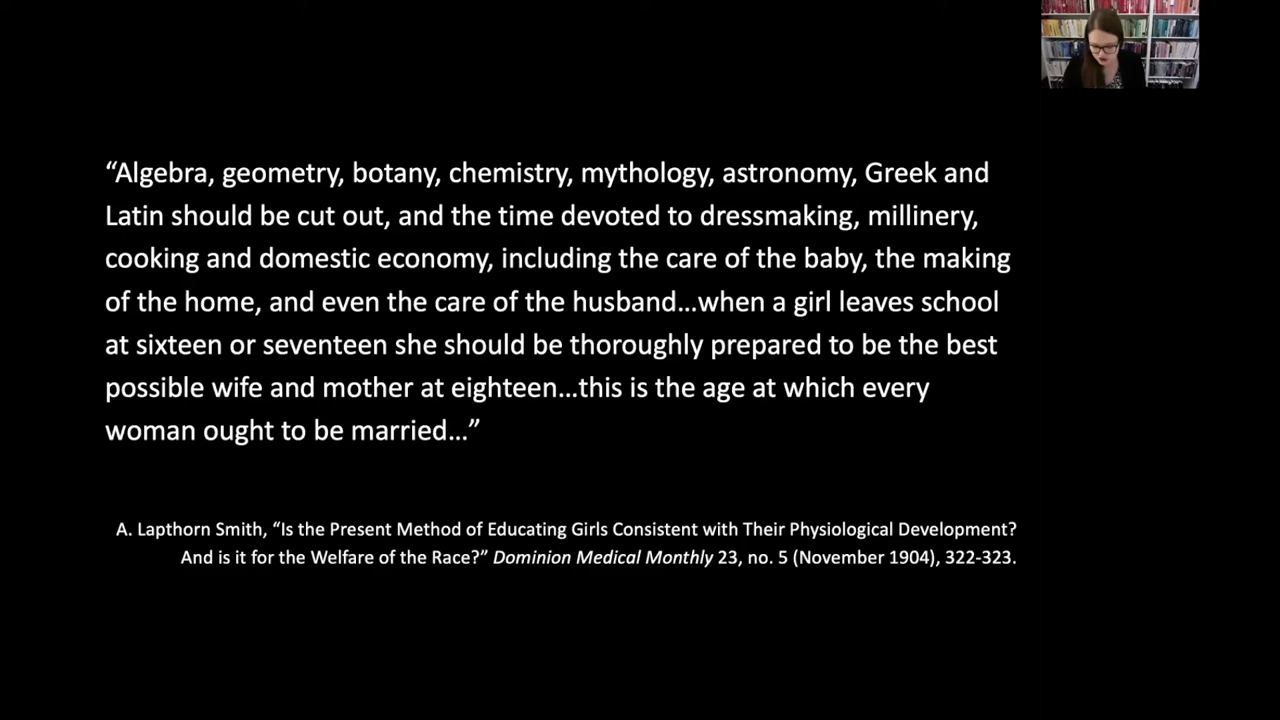 “Algebra, geometry, botany, chemistry, mythology, astronomy, Greek and
Latin should be cut out, and the time devoted to dressmaking, millinery,
cooking and domestic economy, including the care of the baby, the making
of the home, and even the care of the husband…when a girl leaves school
at sixteen or seventeen she should be thoroughly prepared to be the best
possible wife and mother at eighteen…this is the age at which every
woman ought to be married…”
A. Lapthorn Smith, “Is the Present Method of Educating Girls Consistent with Their Physiological Development?
And is it for the Welfare of the Race?” Dominion Medical Monthly 23, no. 5 (November 1904), 322-323.